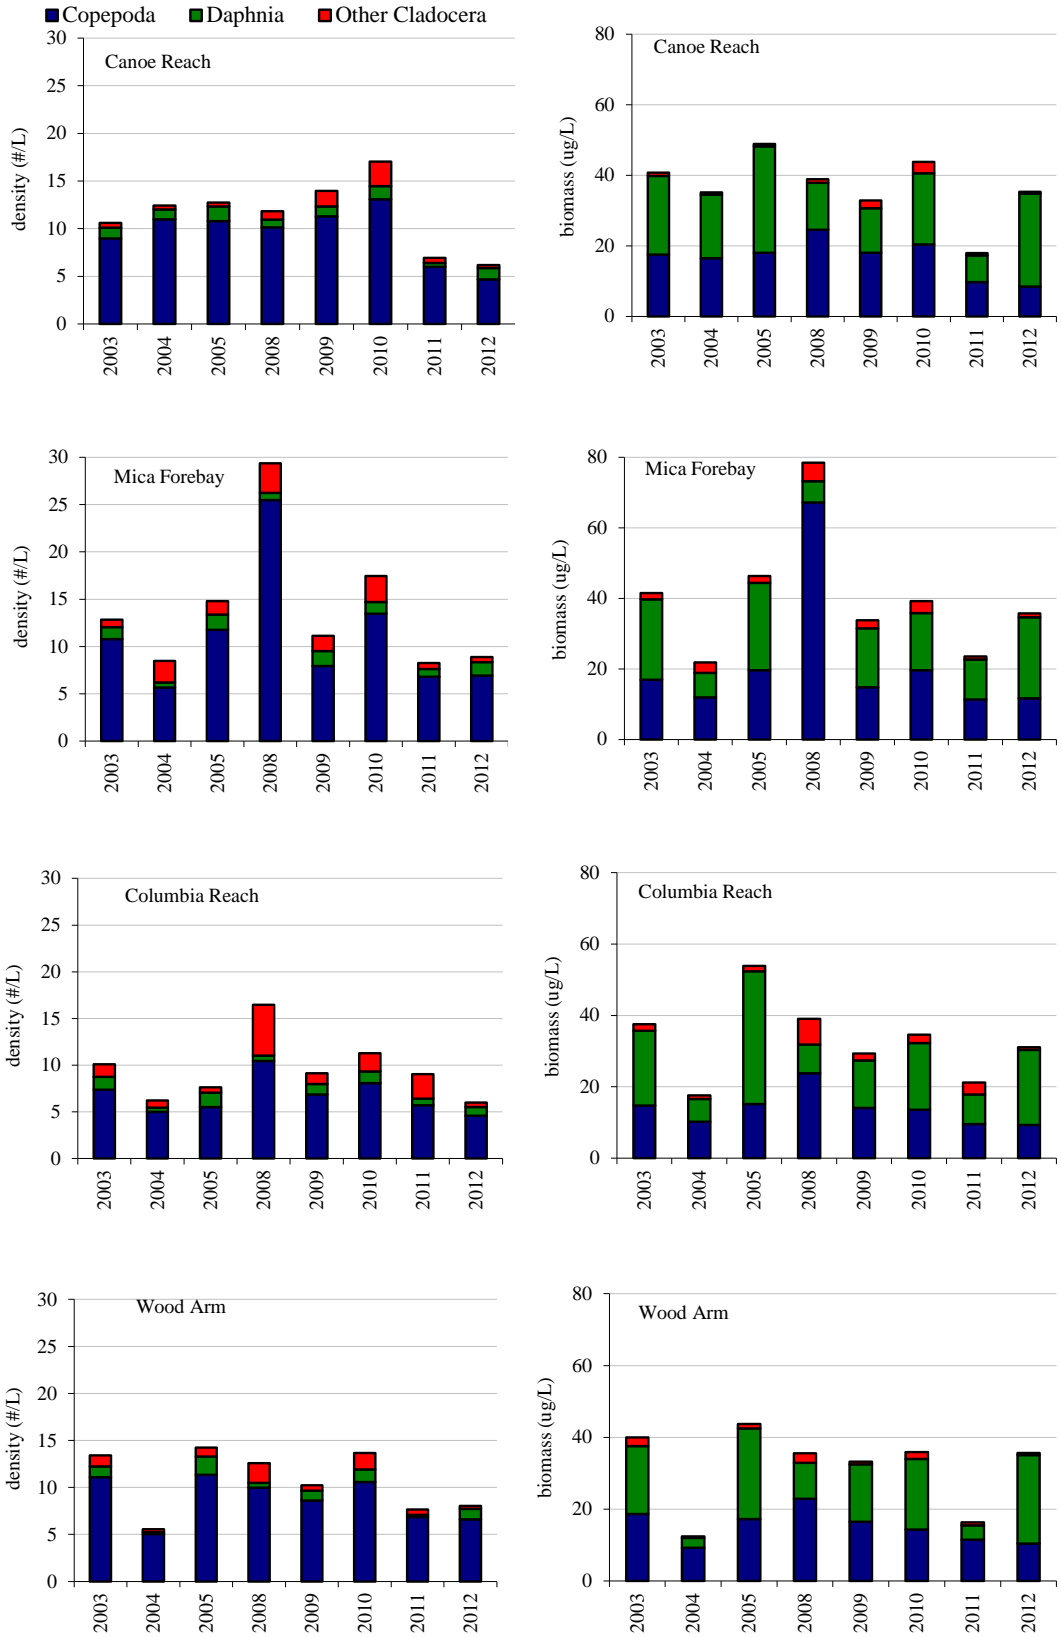 Copepoda Daphnia Other Cladocera
Canoe Reach
density (#/L)
30
25
20
15
10
5
0
2003 2004 2005 2008 2009 2010 2011 2012
Canoe Reach
biomass (ug/L)
80
60
40
20
0
2003 2004 2005 2008 2009 2010 2011 2012
Mica Forebay
density (#/L)
30
25
20
15
10
5
0
2003 2004 2005 2008 2009 2010 2011 2012
Mica Forebay
biomass (ug/L)
80
60
40
20
0
2003 2004 2005 2008 2009 2010 2011 2012
Columbia Reach
density (#/L)
30
25
20
15
10
5
0
2003 2004 2005 2008 2009 2010 2011 2012
Columbia Reach
biomass (ug/L)
80
60
40
20
0
2003 2004 2005 2008 2009 2010 2011 2012
Wood Arm
density (#/L)
30
25
20
15
10
5
0
2003 2004 2005 2008 2009 2010 2011 2012
Wood Arm
biomass (ug/L)
80
60
40
20
0
2003 2004 2005 2008 2009 2010 2011 2012